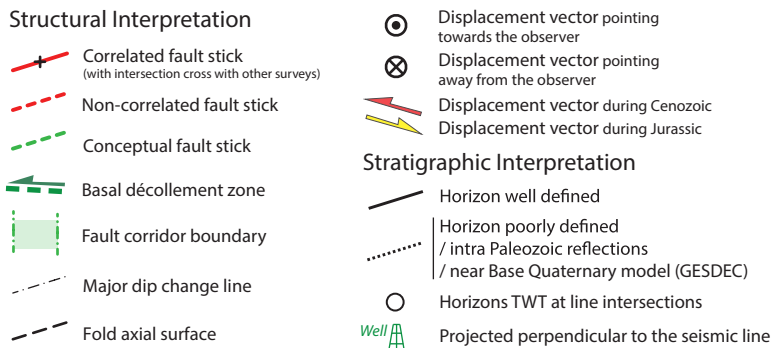 Structural Interpretation
Correlated fault stick
(with intersection cross with other surveys)
Non-correlated fault stick
Conceptual fault stick
Basal décollement zone
Fault corridor boundary
Major dip change line
Fold axial surface
Displacement vector pointing
towards the observer
Displacement vector pointing
away from the observer
Displacement vector during Cenozoic
Displacement vector during Jurassic
Stratigraphic Interpretation
Horizon well defined
Horizon poorly defined
/ intra Paleozoic reflections
/ near Base Quaternary model (GESDEC)
Horizons TWT at line intersections
Well
Projected perpendicular to the seismic line